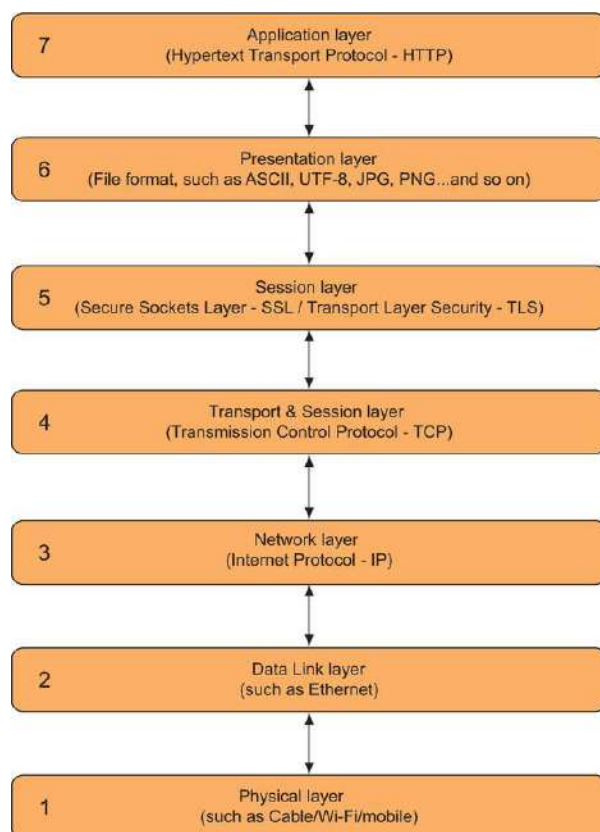 7
Application layer
(Hypertext Transport Protocol - HTTP)
6
Presentation layer
(File format, such as ASCII, UTF-8, JPG, PNG...and so on)
5
Session layer
(Secure Sockets Layer - SSL / Transport Layer Security - TLS)
4
Transport & Session layer
(Transmission Control Protocol - TCP)
3
Network layer
(Internet Protocol - IP)
2
Data Link layer
(such as Ethernet)
1
Physical layer
(such as Cable/Wi-Fi/mobile)